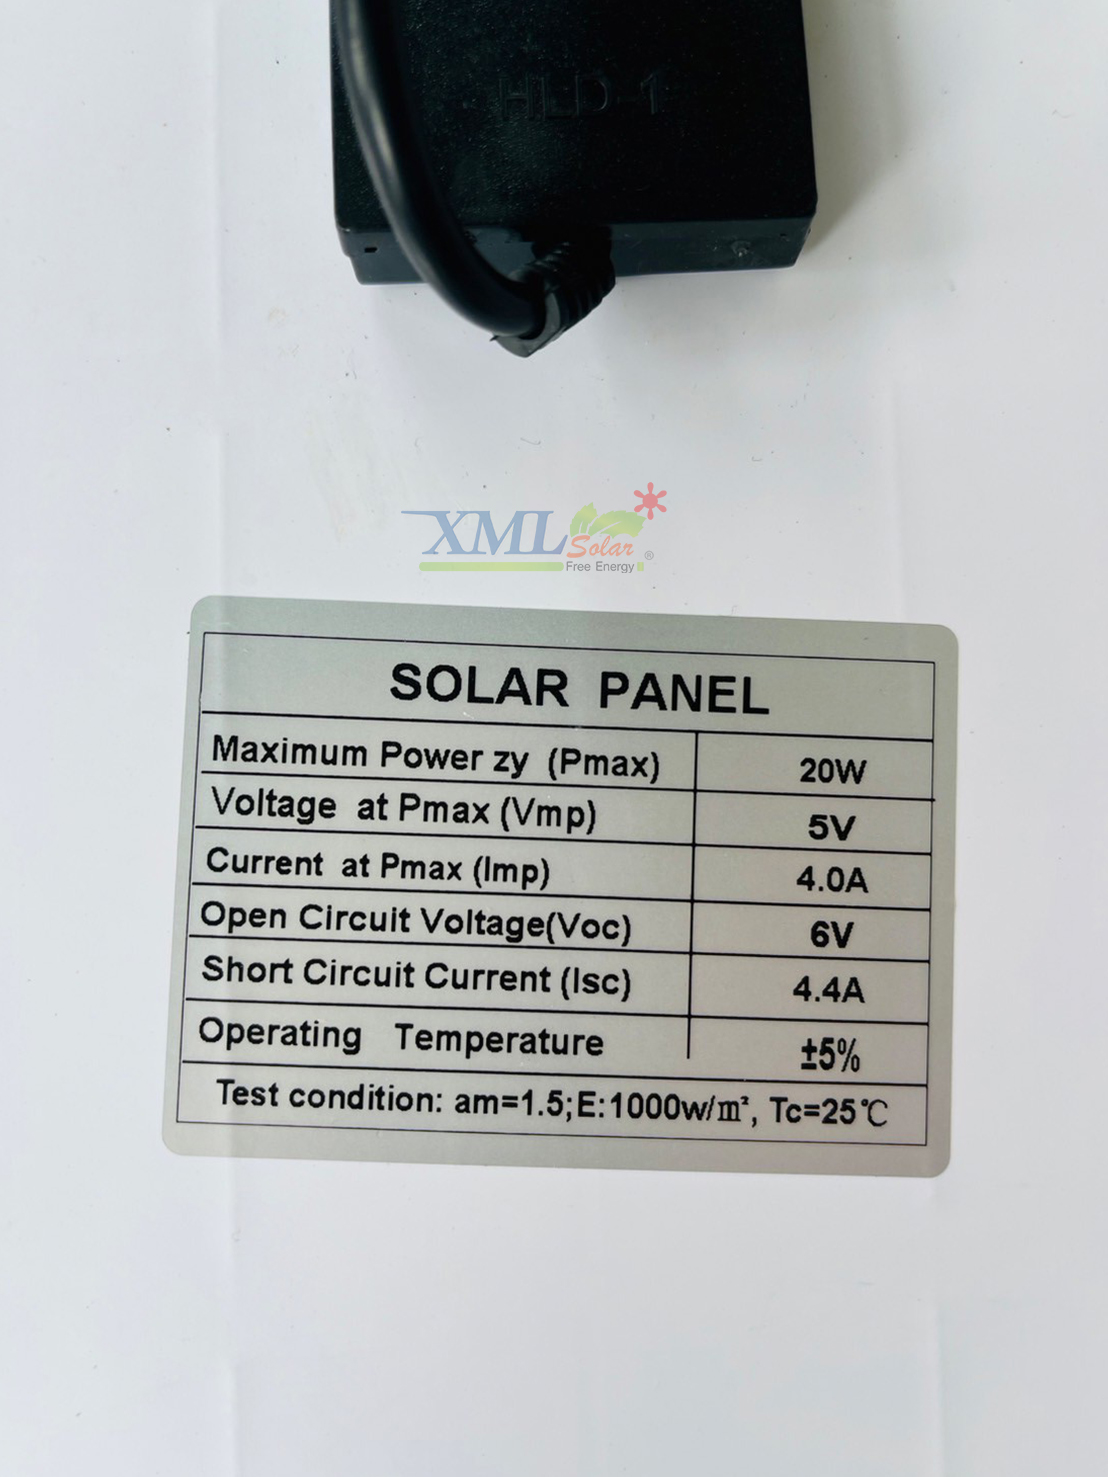 HLD-1
XML
Solar ®
Free Energy
SOLAR PANEL
Maximum Power zy (Pmax) 20W
Voltage at Pmax (Vmp) 5V
Current at Pmax (Imp) 4.0A
Open Circuit Voltage(Voc) 6V
Short Circuit Current (Isc) 4.4A
Operating Temperature ±5%
Test condition: am=1.5;E:1000w/㎡, Tc=25℃